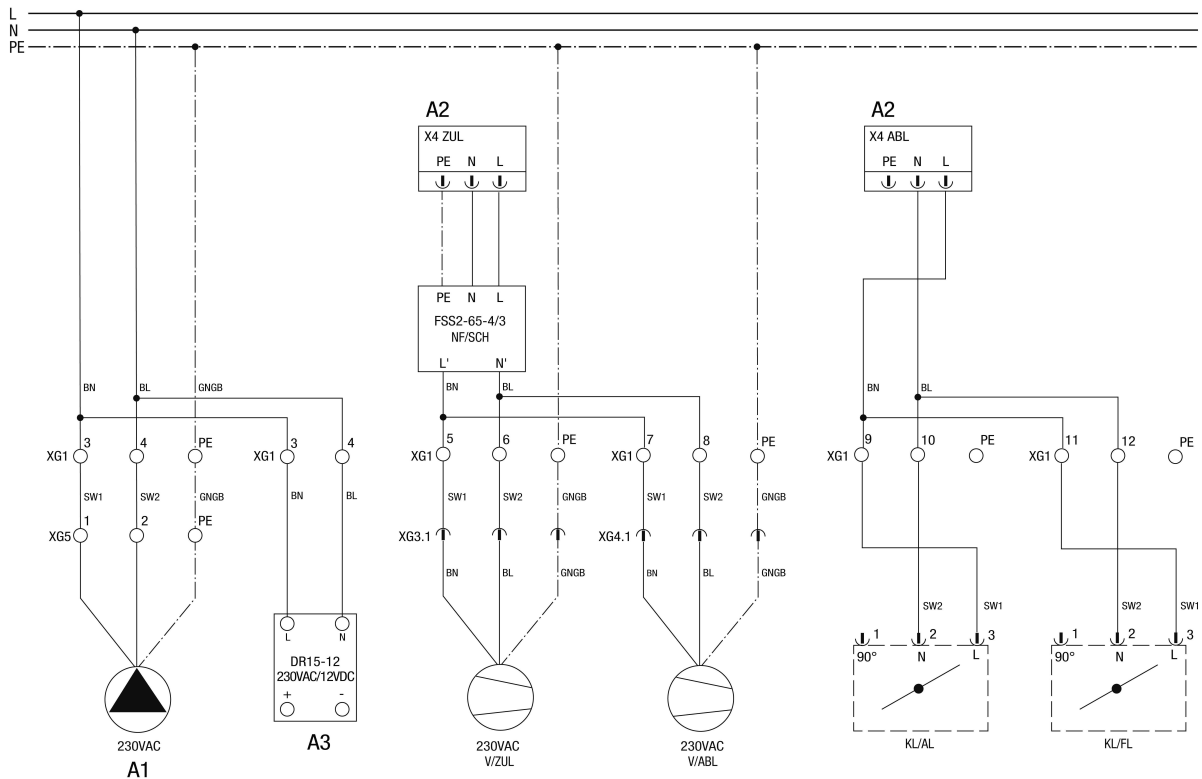 L
N
PE
A2 A2
X4 ZUL X4 ABL
PE N L PE N L
PE N L
FSS2-65-4/3
NF/SCH
L' N'
BN BL GNGB BN BL BN BL
3 4 PE 3 4 5 6 PE 7 8 PE 9 10 PE 11 12 PE
XG1 XG1 XG1 XG1 XG1 XG1
SW1 SW2 GNGB BN BL SW1 SW2 GNGB SW1 SW2 GNGB
1 2 PE
XG5 XG3.1 XG4.1
BN BL GNGB BN BL GNGB
SW2 SW1 SW2 SW1
L N 1 2 3 1 2 3
DR15-12 90° N L 90° N L
230VAC/12VDC
+ -
230VAC A3 230VAC 230VAC KL/AL KL/FL
A1 V/ZUL V/ABL